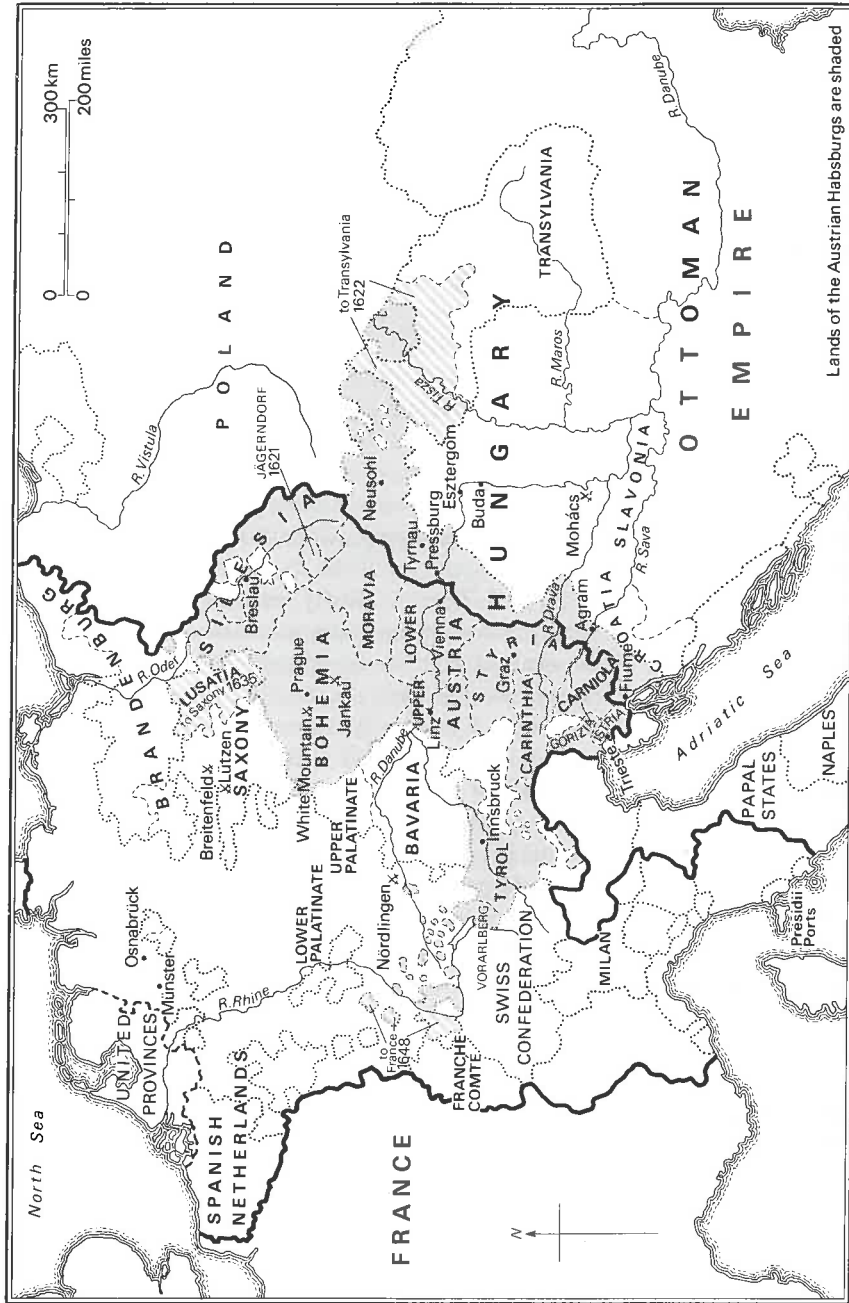 North Sea
UNITED
PROVINCES
Osnabrück
Münster
SPANISH
NETHERLANDS
R.Rhine
FRANCE
N
to
France
1648
FRANCHE
COMTE
LOWER
PALATINATE
UPPER
PALATINATE
Nördlingen
BAVARIA
R.Danube
VORARLBERG
SWISS
CONFEDERATION
TYROL
Innsbruck
MILAN
Presidii
Ports
PAPAL
STATES
NAPLES
Adriatic Sea
BRANDENBURG
R.Oder
Breitenfeld
Lützen
SAXONY
LUSATIA
to Saxony 1635
SILESIA
Breslau
JÄGERNDORF
1621
White Mountain
Prague
BOHEMIA
Jankau
MORAVIA
UPPER
LOWER
AUSTRIA
Linz
Vienna
STYRIA
Graz
CARINTHIA
CARNIOLA
GORIZIA
ISTRIA
Trieste
Fiume
CROATIA
SLAVONIA
Agram
R.Drava
R.Sava
Mohács
HUNGARY
Buda
Esztergom
Pressburg
Tyrnau
Neusohl
R.Tisza
R.Maros
to Transylvania
1622
TRANSYLVANIA
POLAND
R.Vistula
OTTOMAN
EMPIRE
R.Danube
0 300km
0 200miles
Lands of the Austrian Habsburgs are shaded